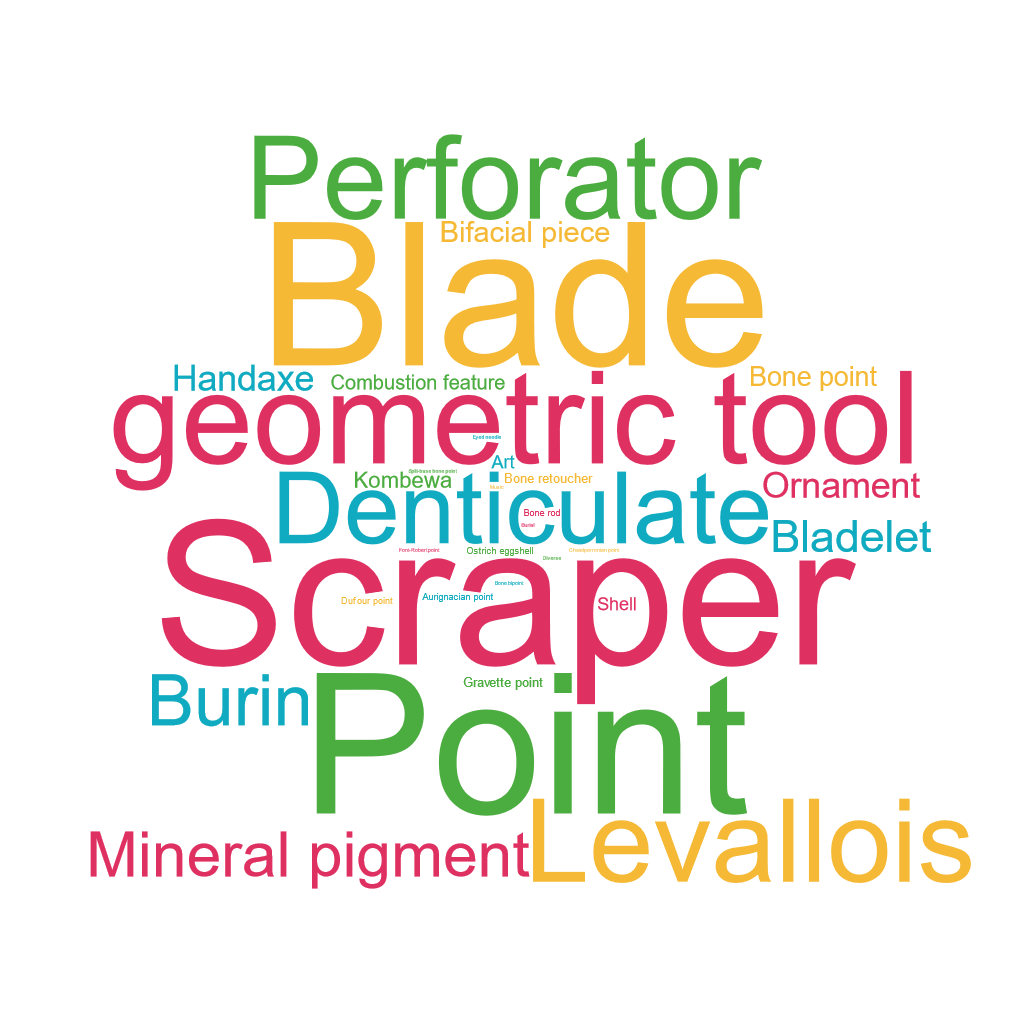 Perforator
Bifacial piece
Blade
Handaxe
Combustion feature
Bone point
geometric tool
Eyed needle
Art
Split-base bone point
Kombewa
Bone retoucher
Ornament
Music
Denticulate
Bone rod
Burial
Bladelet
Font-Robert point
Ostrich eggshell
Chatelperronian point
Scraper
Bone bipoint
Dufour point
Aurignacian point
Shell
Burin
Gravette point
Point
Mineral pigment
Levallois